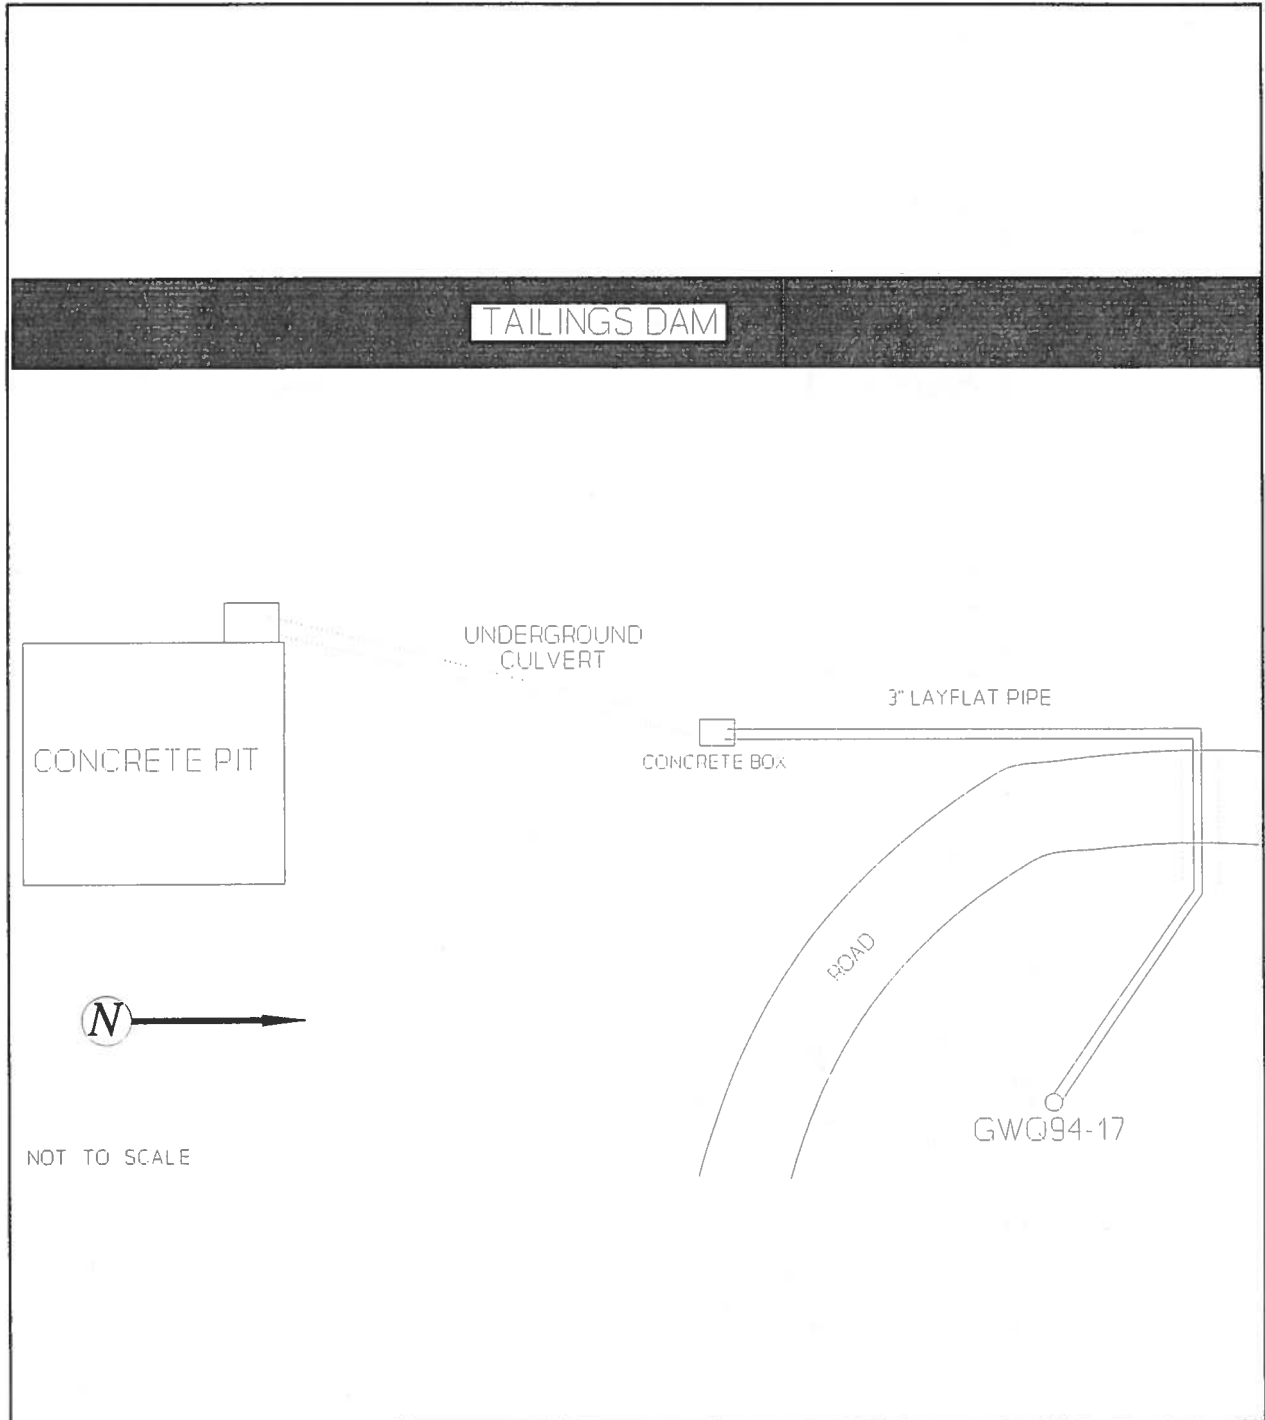 TAILINGS DAM
UNDERGROUND
CULVERT
3" LAYFLAT PIPE
CONCRETE PIT
CONCRETE BOX
ROAD
N
GWQ94-17
NOT TO SCALE